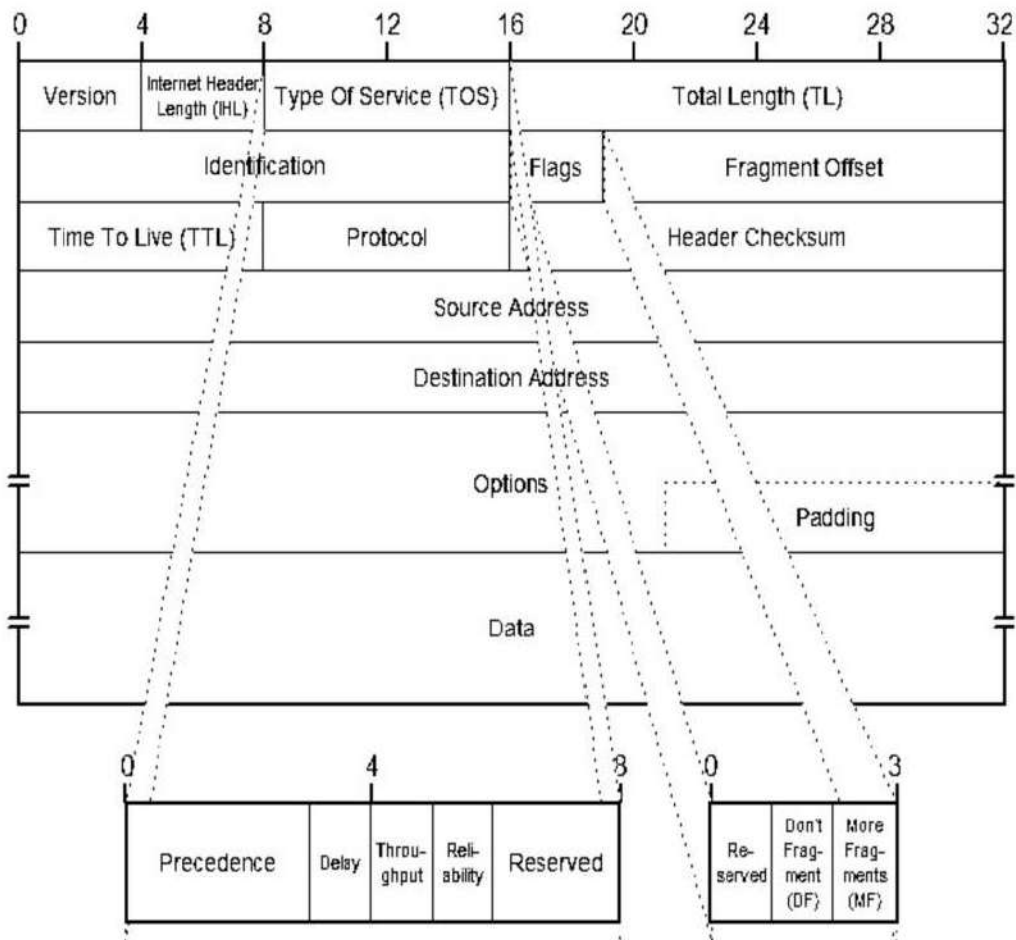 0 4 8 12 16 20 24 28 32
Version
Internet Header
Length (IHL)
Type Of Service (TOS)
Total Length (TL)
Identification
Flags
Fragment Offset
Time To Live (TTL)
Protocol
Header Checksum
Source Address
Destination Address
Options
Padding
Data
0 4 8
0 3
Precedence
Delay
Throu-
ghput
Reli-
ability
Reserved
Re-
served
Don't
Frag-
ment
(DF)
More
Frag-
ments
(MF)